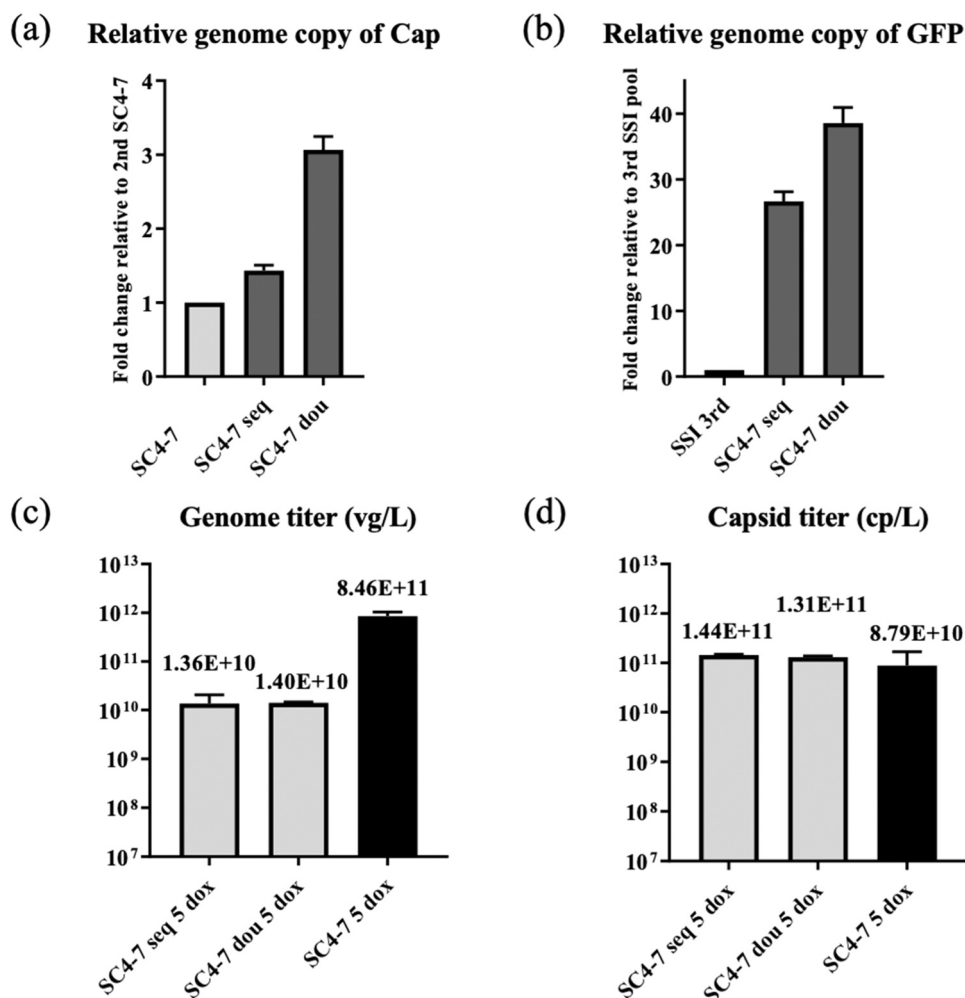 (a) Relative genome copy of Cap
Fold change relative to 2nd SC4-7
4
3
2
1
0
SC4-7
SC4-7 seq
SC4-7 dou
(b) Relative genome copy of GFP
Fold change relative to 3rd SSI pool
40
30
20
10
0
SSI 3rd
SC4-7 seq
SC4-7 dou
(c) Genome titer (vg/L)
10¹³
10¹²
10¹¹
10¹⁰
10⁹
10⁸
10⁷
1.36E+10
1.40E+10
8.46E+11
SC4-7 seq 5 dox
SC4-7 dou 5 dox
SC4-7 5 dox
(d) Capsid titer (cp/L)
10¹³
10¹²
10¹¹
10¹⁰
10⁹
10⁸
10⁷
1.44E+11
1.31E+11
8.79E+10
SC4-7 seq 5 dox
SC4-7 dou 5 dox
SC4-7 5 dox